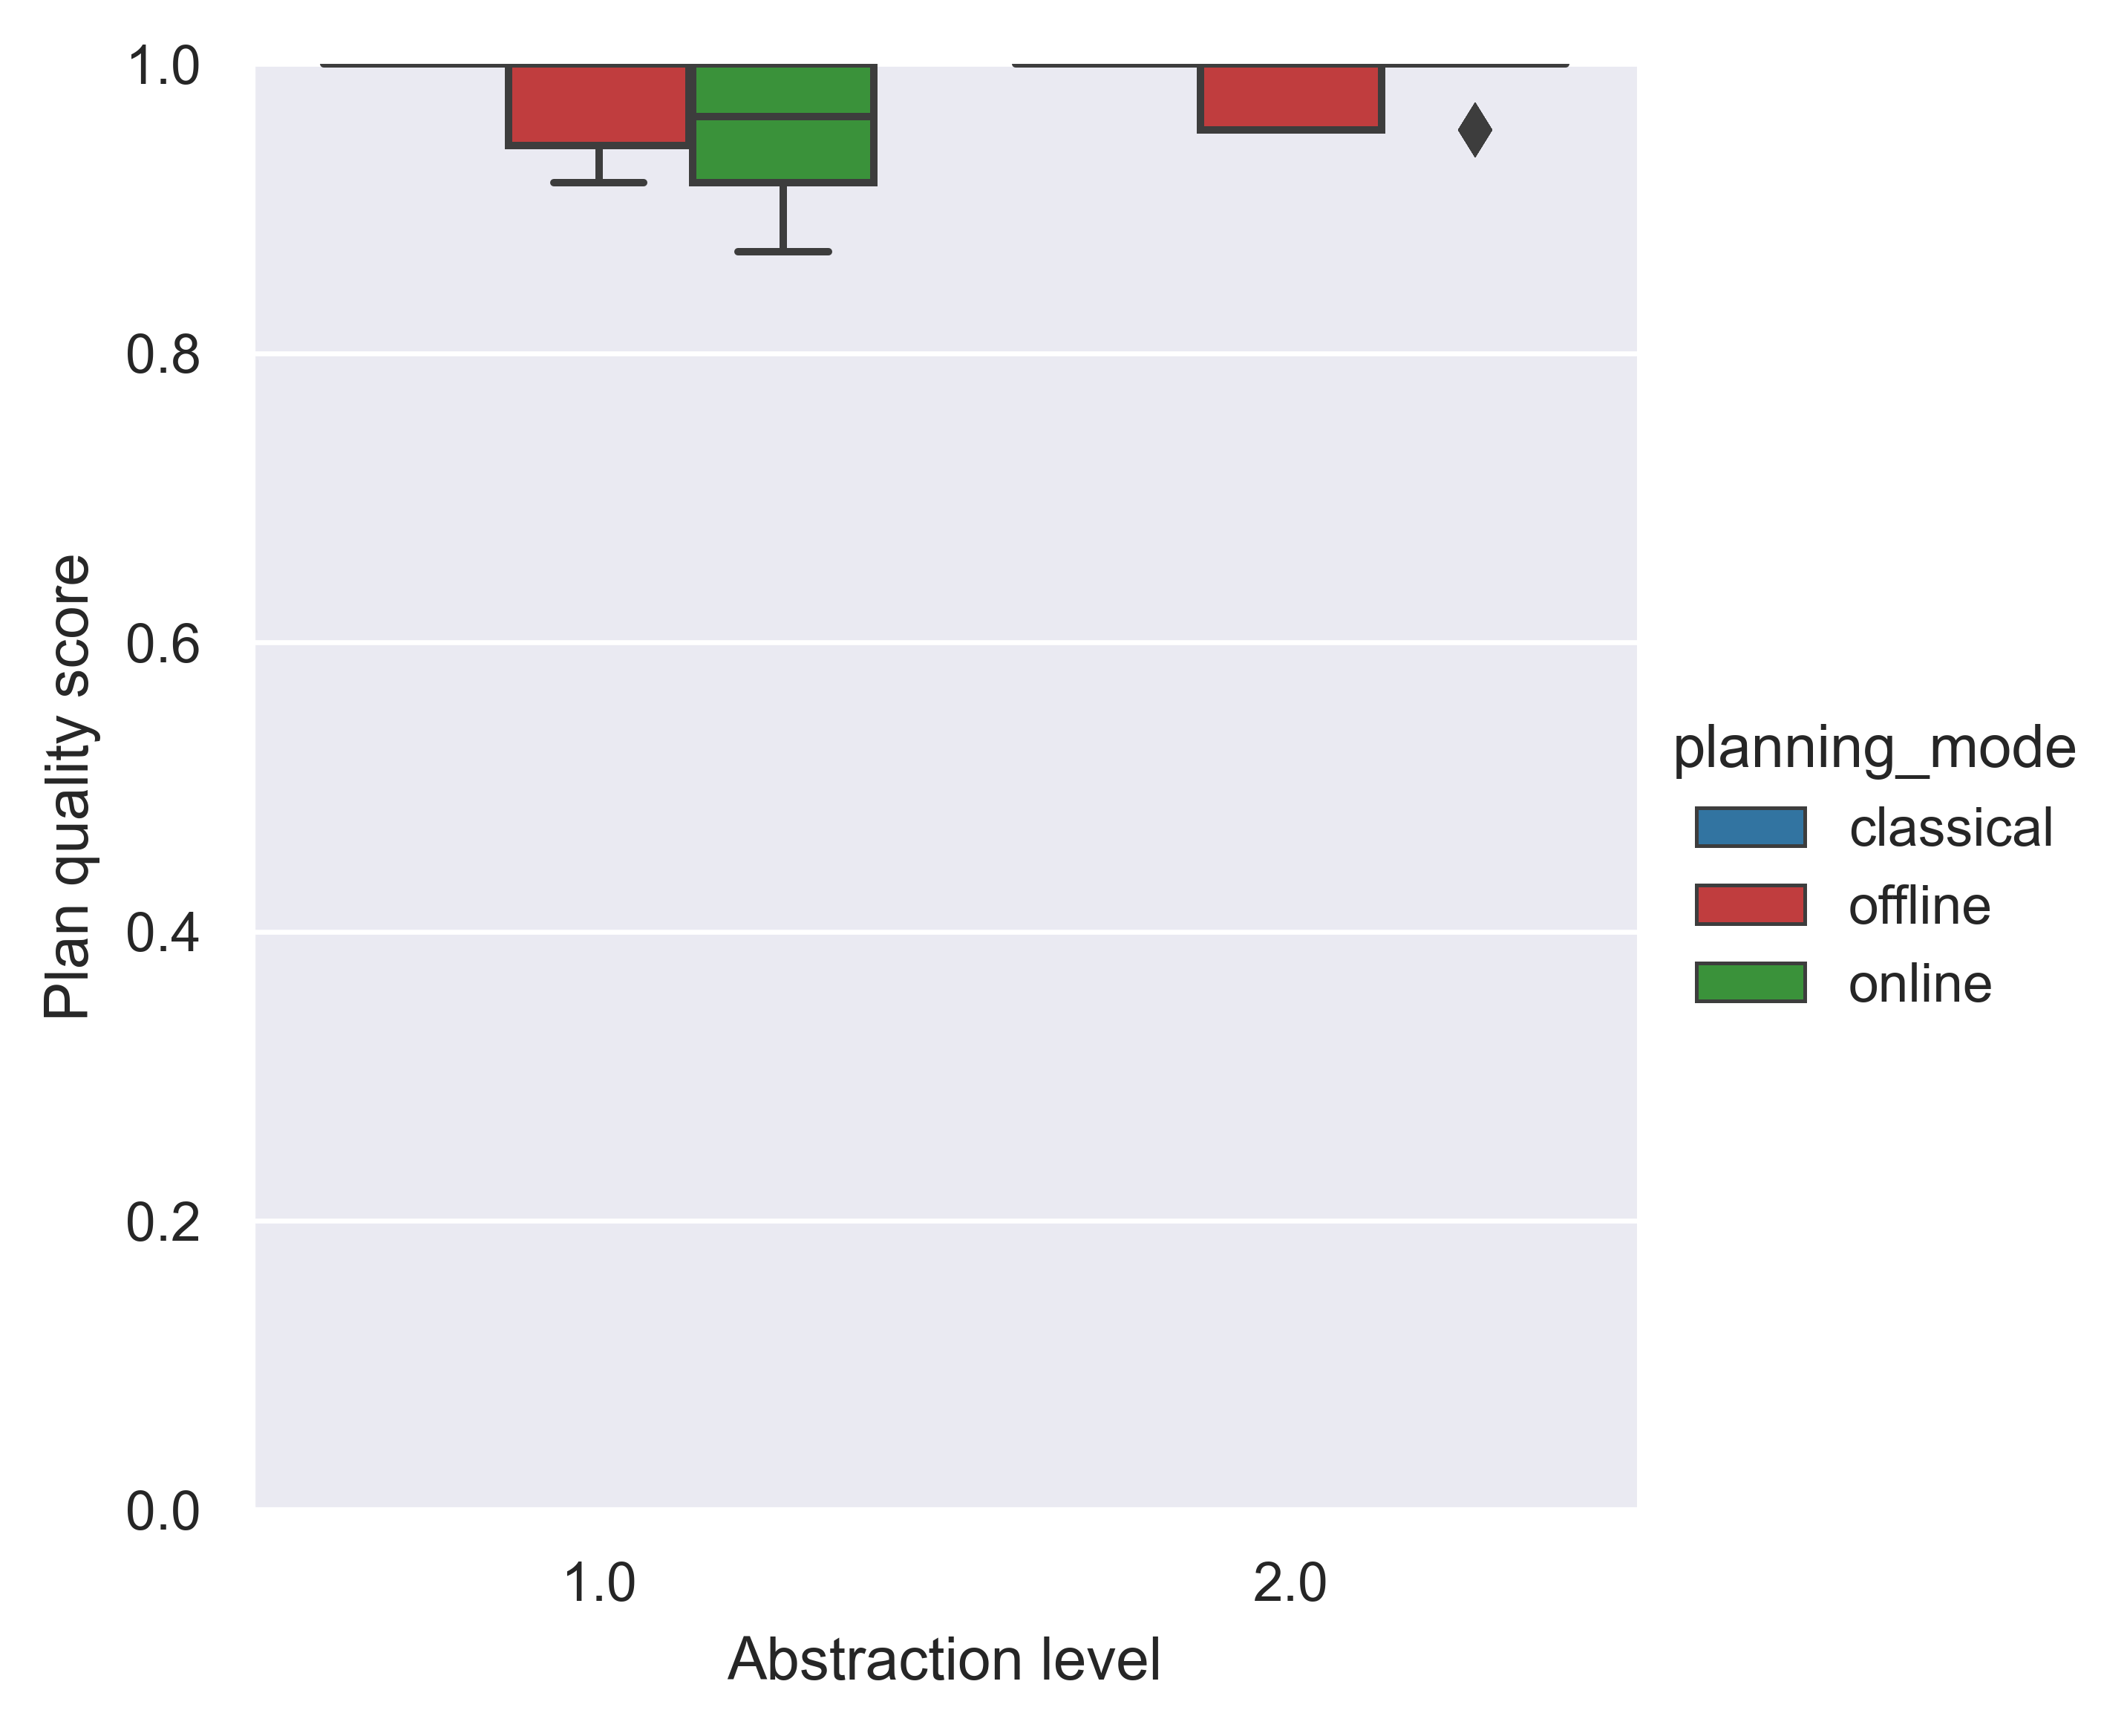 1.0
0.8
0.6
0.4
0.2
0.0
Plan quality score
1.0 2.0
Abstraction level
planning_mode
classical
offline
online